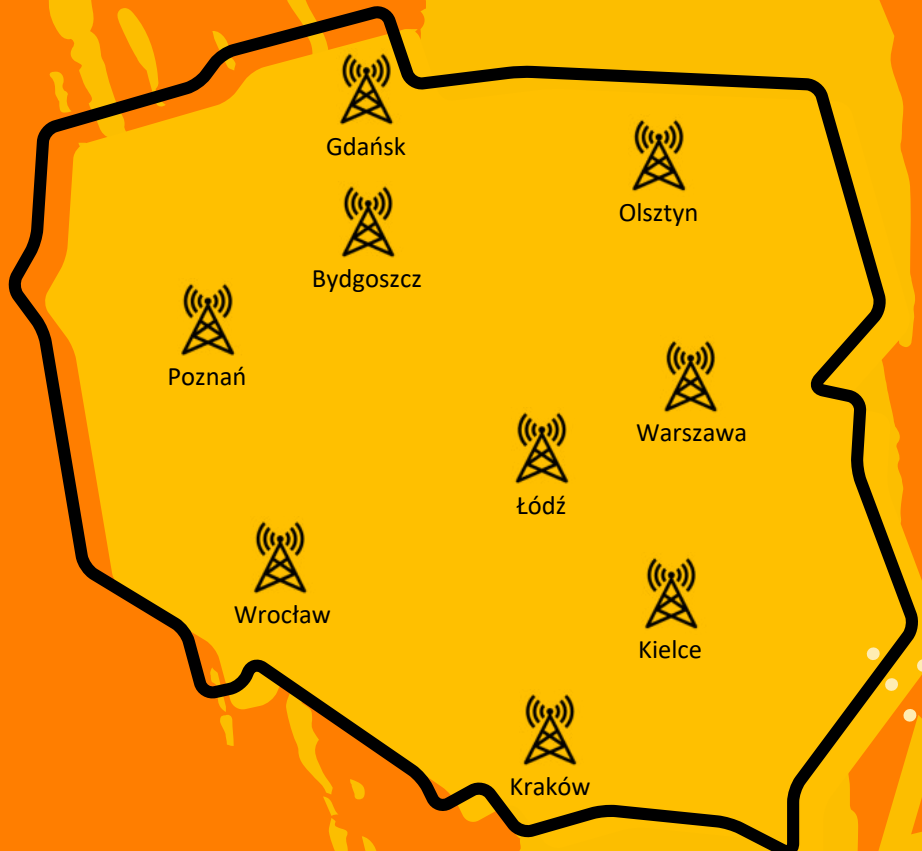 Gdańsk
Olsztyn
Bydgoszcz
Poznań
Warszawa
Łódź
Wrocław
Kielce
Kraków